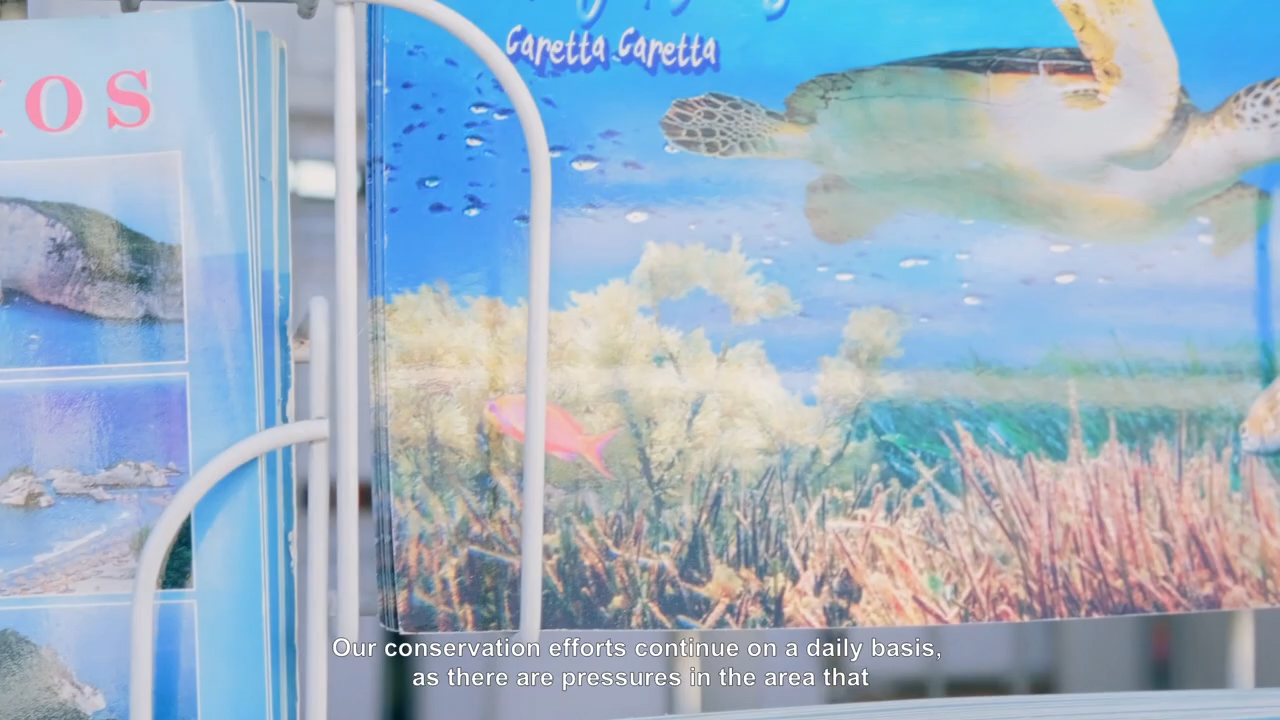 Caretta Caretta
OS
Our conservation efforts continue on a daily basis,
as there are pressures in the area that